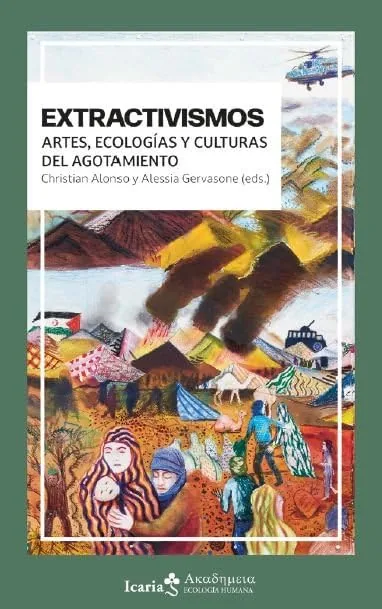 EXTRACTIVISMOS
ARTES, ECOLOGÍAS Y CULTURAS
DEL AGOTAMIENTO
Christian Alonso y Alessia Gervasone (eds.)
Icaria
Ακαδημεια
ECOLOGÍA HUMANA